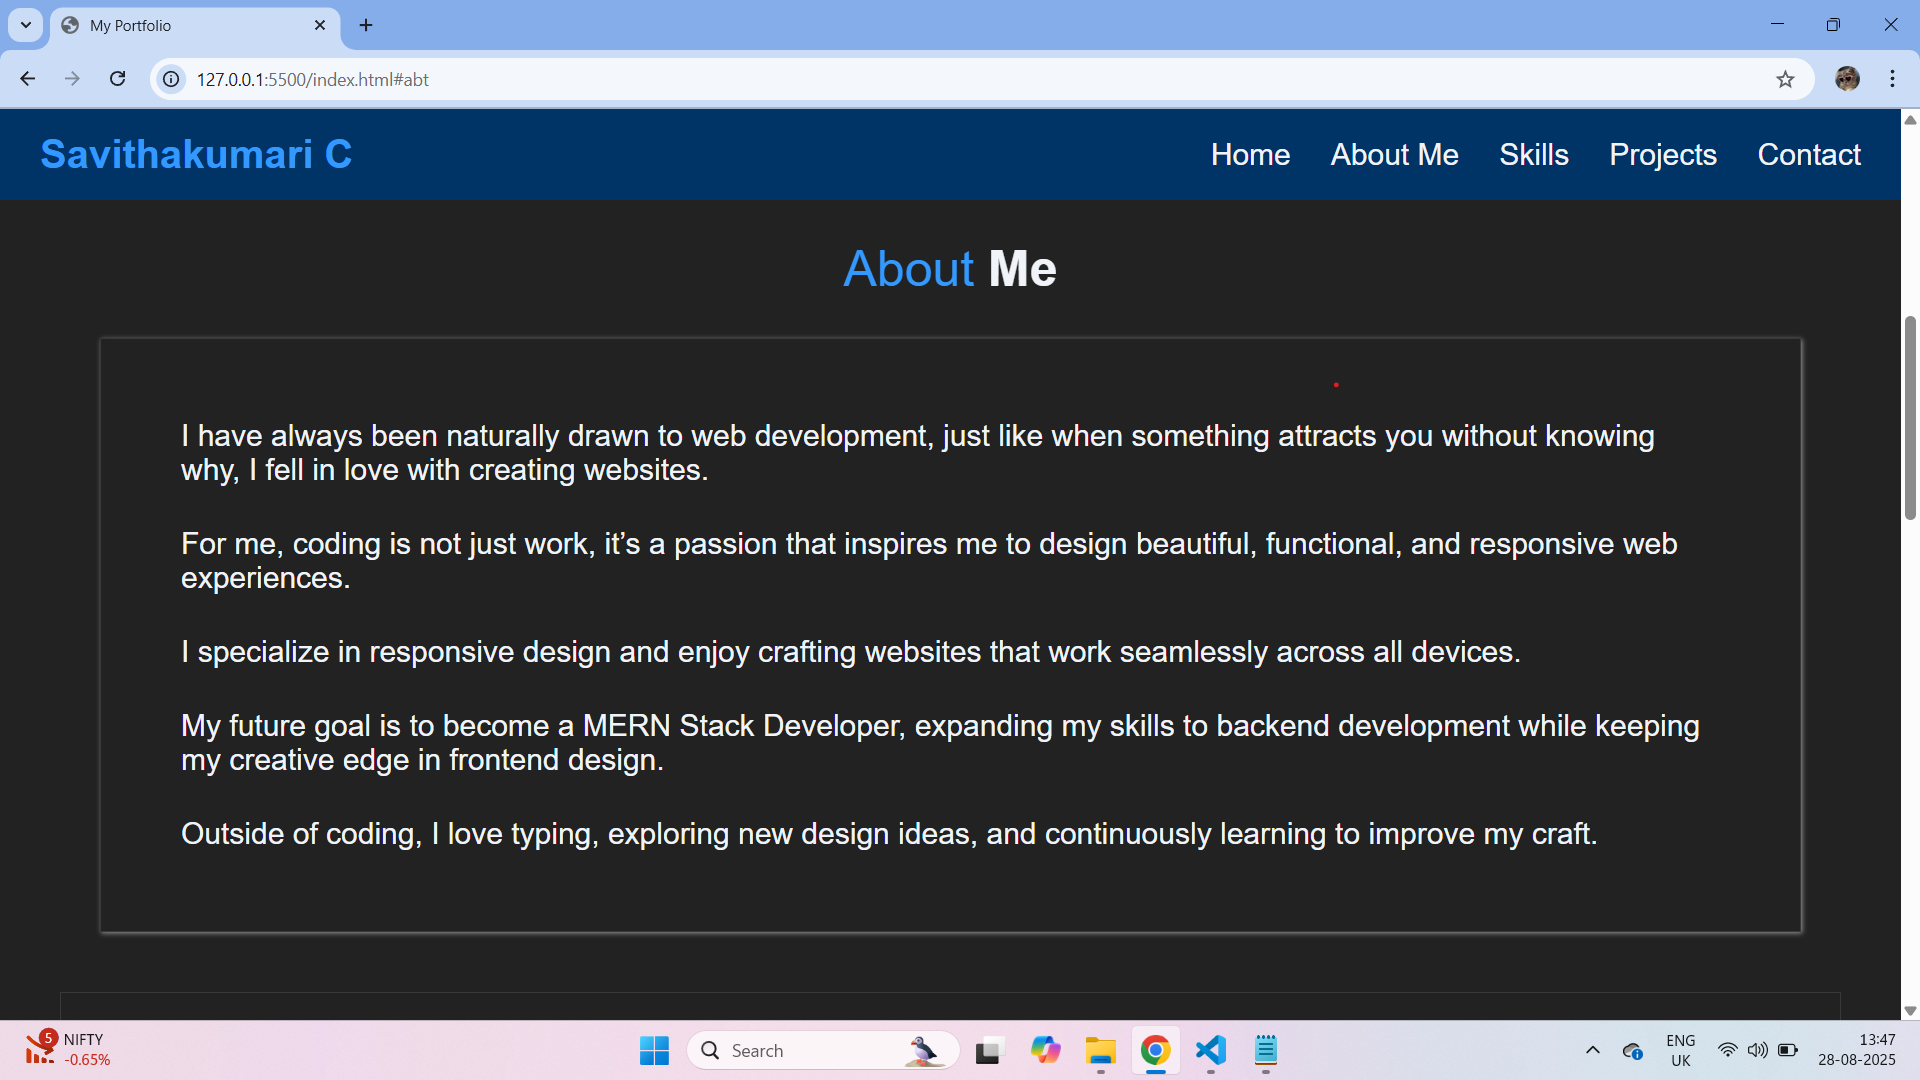 My Portfolio
127.0.0.1:5500/index.html#abt
Savithakumari C
Home About Me Skills Projects Contact
About Me
I have always been naturally drawn to web development, just like when something attracts you without knowing
why, I fell in love with creating websites.
For me, coding is not just work, it’s a passion that inspires me to design beautiful, functional, and responsive web
experiences.
I specialize in responsive design and enjoy crafting websites that work seamlessly across all devices.
My future goal is to become a MERN Stack Developer, expanding my skills to backend development while keeping
my creative edge in frontend design.
Outside of coding, I love typing, exploring new design ideas, and continuously learning to improve my craft.
5
NIFTY
-0.65%
Search
ENG
UK
13:47
28-08-2025